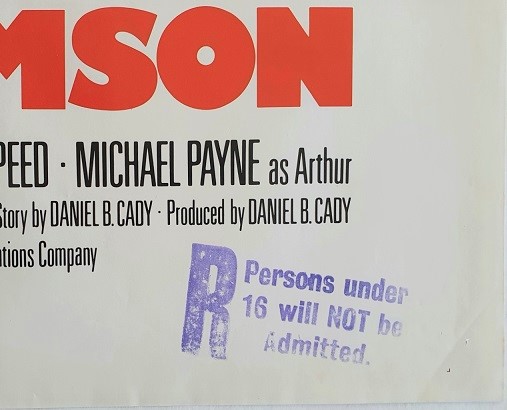 MSON
PEED · MICHAEL PAYNE as Arthur
Story by DANIEL B. CADY · Produced by DANIEL B. CADY
ations Company
R Persons under
16 will NOT be
Admitted.